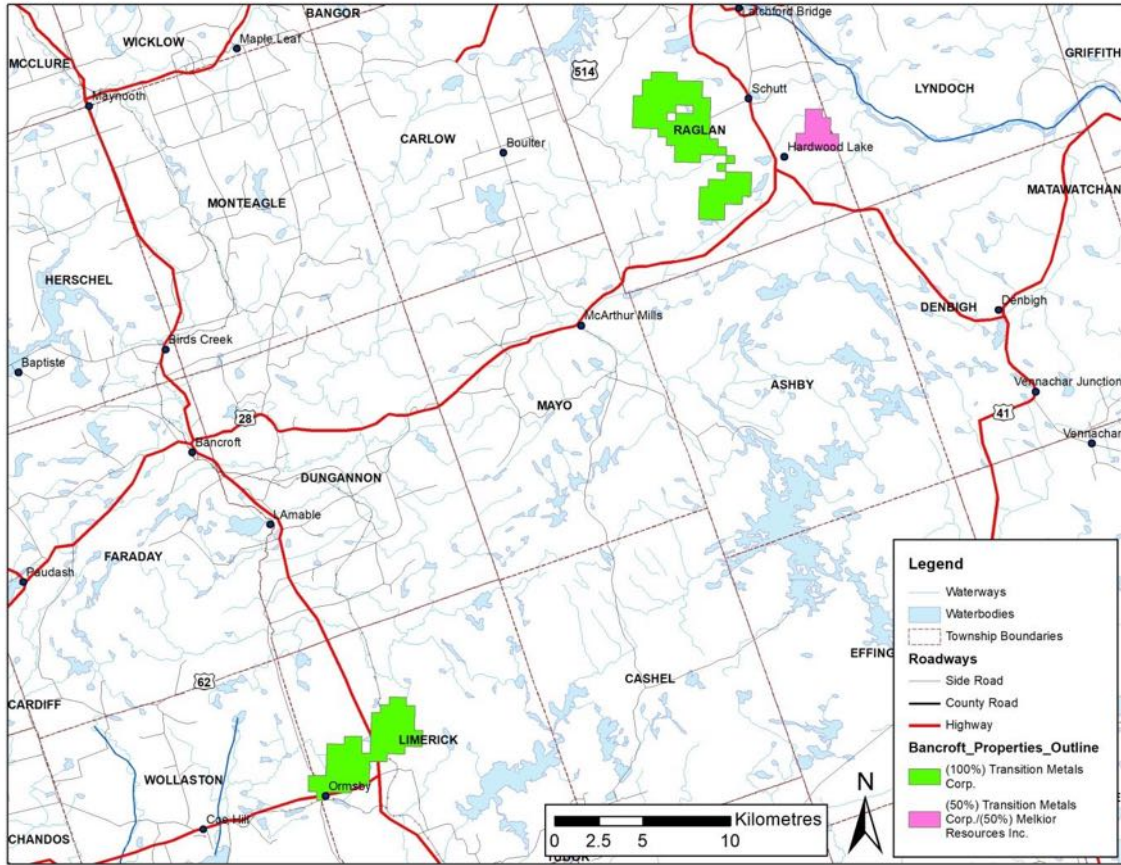 BANGOR
Latchford Bridge
WICKLOW
Maple Leaf
GRIFFITH
MCCLURE
514
LYNDOCH
Maynooth
Schutt
CARLOW
RAGLAN
Boulter
Hardwood Lake
MATAWATCHAN
MONTEAGLE
HERSCHEL
DENBIGH
Denbigh
McArthur Mills
Birds Creek
Baptiste
ASHBY
Vennachar Junction
MAYO
28
41
Bancroft
Vennachar
DUNGANNON
LAmable
FARADAY
Paudash
EFFING
CASHEL
62
CARDIFF
LIMERICK
WOLLASTON
Ormsby
Coe Hill
CHANDOS
TUDOR
Legend
Waterways
Waterbodies
Township Boundaries
Roadways
Side Road
County Road
Highway
Bancroft_Properties_Outline
(100%) Transition Metals
Corp.
(50%) Transition Metals
Corp./(50%) Melkior
Resources Inc.
N
Kilometres
0 2.5 5 10